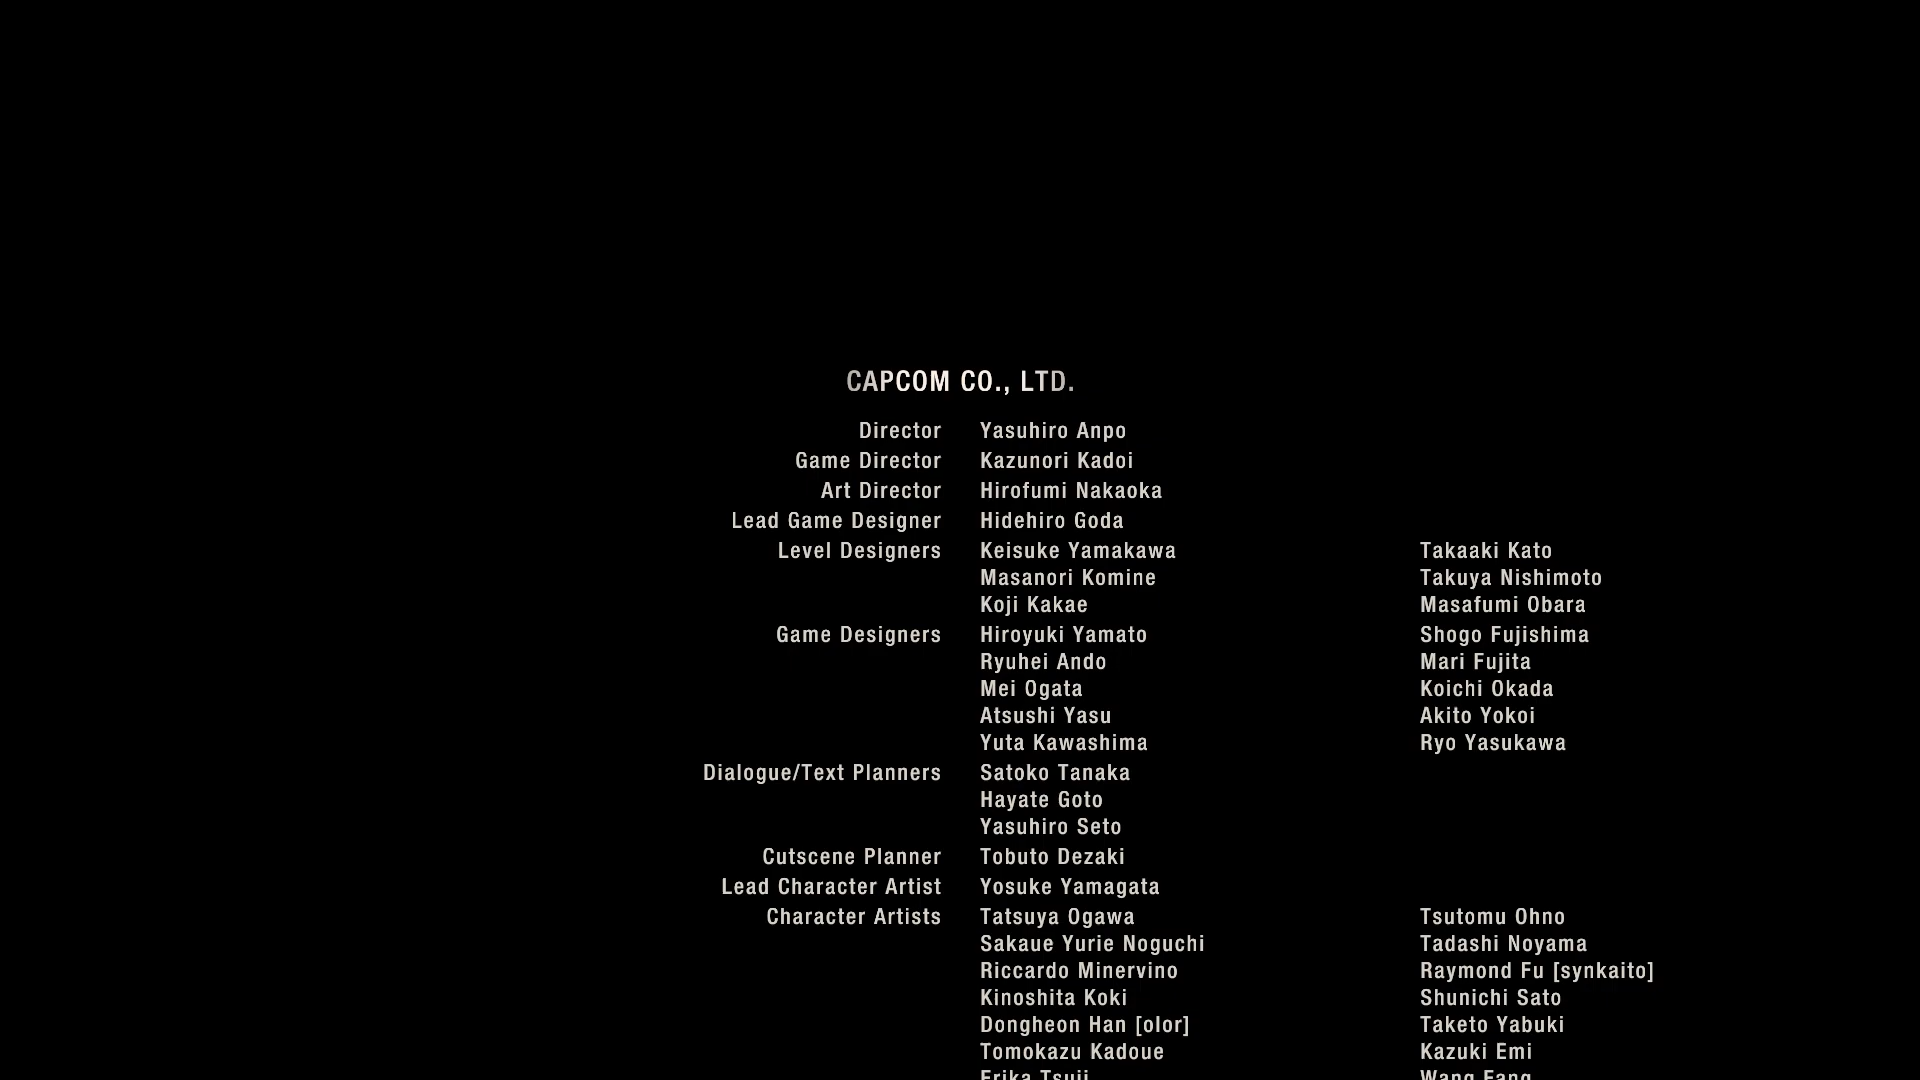 CAPCOM CO., LTD.
Director Yasuhiro Anpo
Game Director Kazunori Kadoi
Art Director Hirofumi Nakaoka
Lead Game Designer Hidehiro Goda
Level Designers Keisuke Yamakawa Takaaki Kato
Masanori Komine Takuya Nishimoto
Koji Kakae Masafumi Obara
Game Designers Hiroyuki Yamato Shogo Fujishima
Ryuhei Ando Mari Fujita
Mei Ogata Koichi Okada
Atsushi Yasu Akito Yokoi
Yuta Kawashima Ryo Yasukawa
Dialogue/Text Planners Satoko Tanaka
Hayate Goto
Yasuhiro Seto
Cutscene Planner Tobuto Dezaki
Lead Character Artist Yosuke Yamagata
Character Artists Tatsuya Ogawa Tsutomu Ohno
Sakaue Yurie Noguchi Tadashi Noyama
Riccardo Minervino Raymond Fu [synkaito]
Kinoshita Koki Shunichi Sato
Dongheon Han [olor] Taketo Yabuki
Tomokazu Kadoue Kazuki Emi
Erika Tsuji Wang Fang